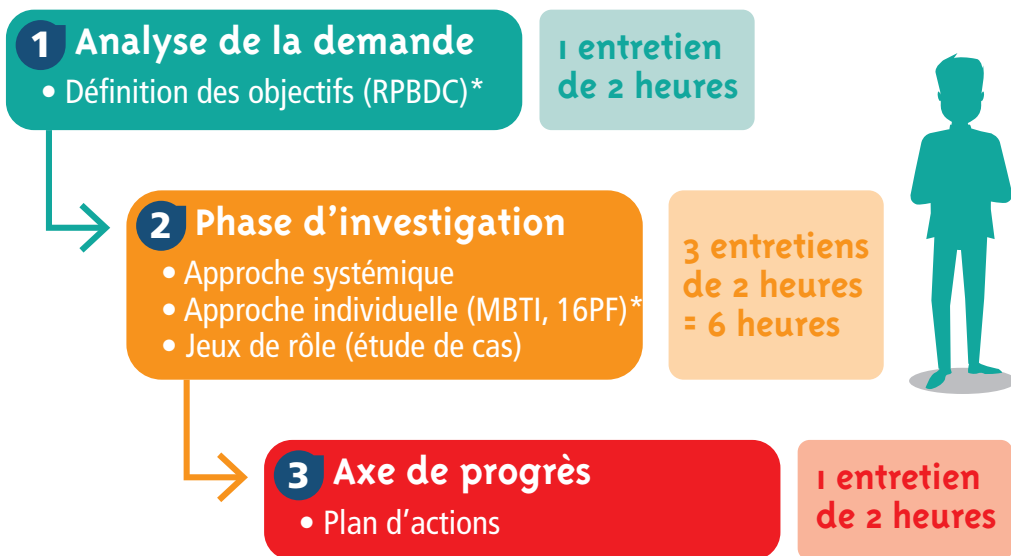 1 Analyse de la demande
• Définition des objectifs (RPBDC)*
1 entretien
de 2 heures
2 Phase d’investigation
• Approche systémique
• Approche individuelle (MBTI, 16PF)*
• Jeux de rôle (étude de cas)
3 entretiens
de 2 heures
= 6 heures
3 Axe de progrès
• Plan d’actions
1 entretien
de 2 heures